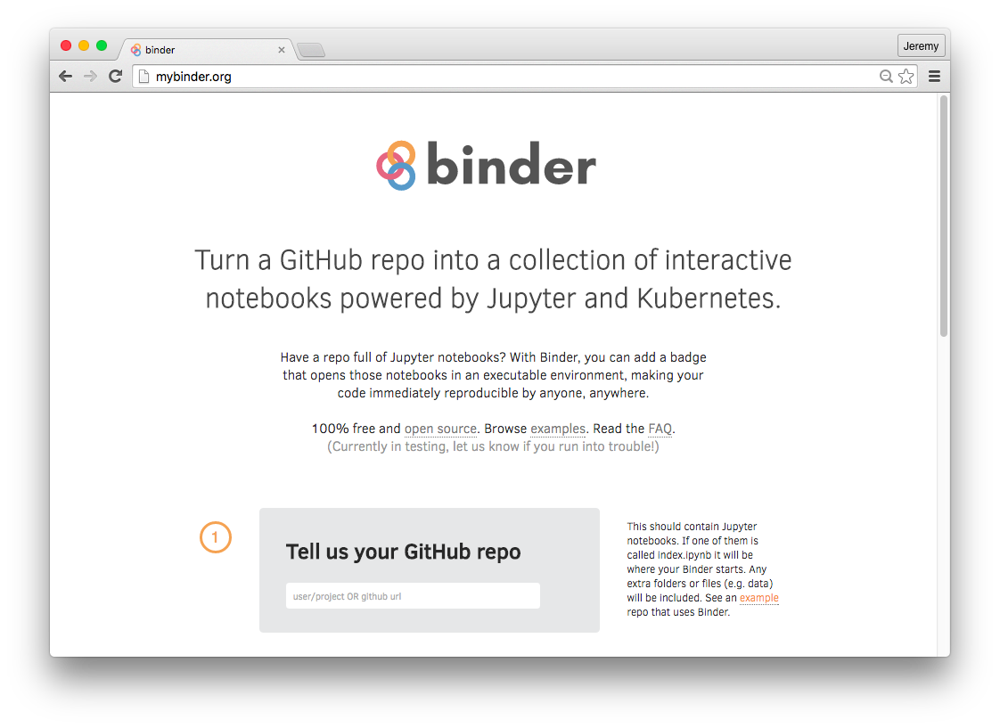 binder
Jeremy
mybinder.org
binder
Turn a GitHub repo into a collection of interactive
notebooks powered by Jupyter and Kubernetes.
Have a repo full of Jupyter notebooks? With Binder, you can add a badge
that opens those notebooks in an executable environment, making your
code immediately reproducible by anyone, anywhere.
100% free and open source. Browse examples. Read the FAQ.
(Currently in testing, let us know if you run into trouble!)
1
Tell us your GitHub repo
user/project OR github url
This should contain Jupyter
notebooks. If one of them is
called index.ipynb it will be
where your Binder starts. Any
extra folders or files (e.g. data)
will be included. See an example
repo that uses Binder.